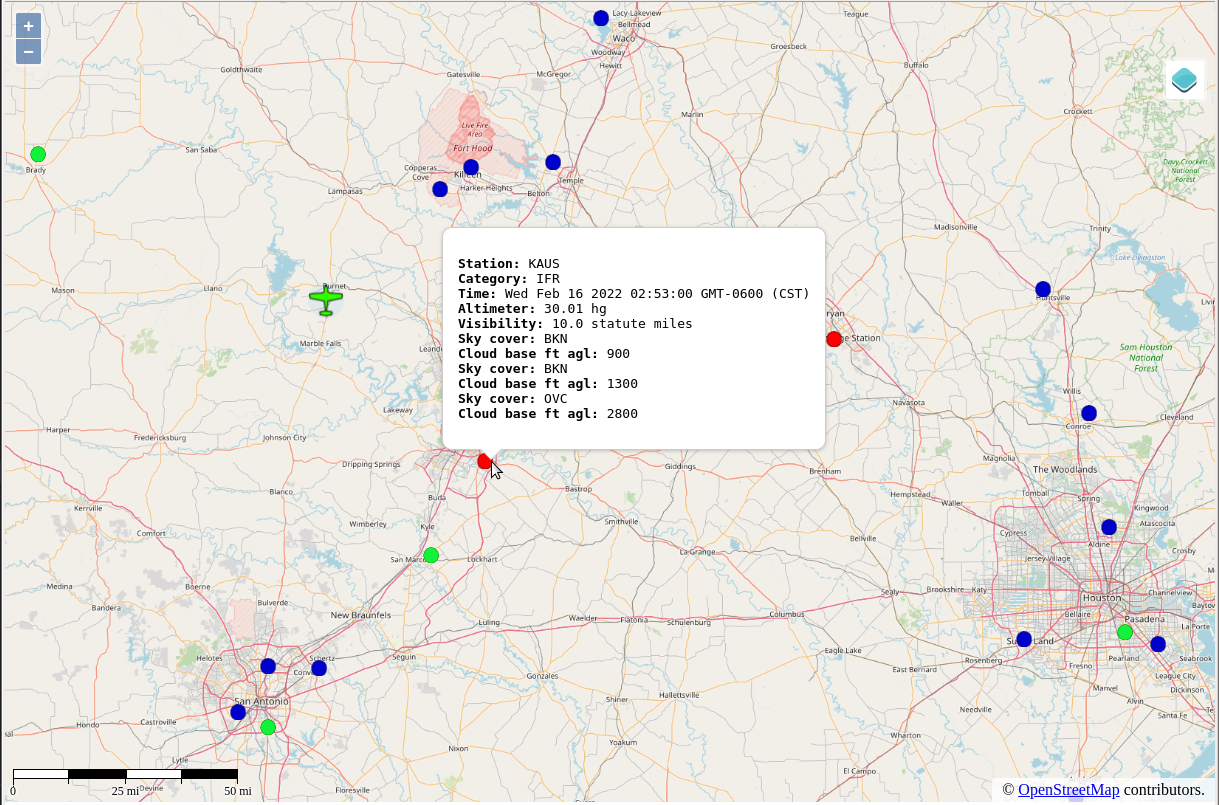 +
−
Lacy-Lakeview
Bellmead
Waco
Woodway
Hewitt
Teague
Groesbeck
Buffalo
Goldthwaite
Gatesville
McGregor
Marlin
Crockett
Live Fire
Area
Fort Hood
San Saba
Brady
Copperas
Cove
Harker-Heights
Temple
Belton
Lampasas
Davy Crockett
National
Forest
Madisonville
Trinity
Lake Livingston
Mason
Llano
Burnet
Huntsville
Marble Falls
Station: KAUS
Category: IFR
Time: Wed Feb 16 2022 02:53:00 GMT-0600 (CST)
Altimeter: 30.01 hg
Visibility: 10.0 statute miles
Sky cover: BKN
Cloud base ft agl: 900
Sky cover: BKN
Cloud base ft agl: 1300
Sky cover: OVC
Cloud base ft agl: 2800
Sam Houston
National
Forest
Willis
Navasota
Cleveland
Conroe
Lakeway
Harper
Fredericksburg
Johnson City
Dripping Springs
Giddings
Brenham
Magnolia
The Woodlands
Blanco
Buda
Bastrop
Hempstead
Waller
Tomball
Spring
Kingwood
Kerrville
Comfort
Wimberley
Kyle
Smithville
Atascocita
Cypress
Bellville
Aldine
Crosby
San Marcos
Lockhart
La-Grange
Jersey-Village
Medina
Boerne
Bandera
Bulverde
New Braunfels
Luling
Waelder
Flatonia
Schulenburg
Columbus
Sealy
Brookshire
Katy
Houston
Channelview
Bellaire
Pasadena
La Porte
Helotes
Schertz
Seguin
Eagle Lake
East Bernard
Rosenberg
Fresno
Pearland
Seabrook
League City
San Antonio
Gonzales
Shiner
Hallettsville
Manvel
Dickinson
Alvin
Needville
Santa.Fe
Hondo
Castroville
Lytle
Nixon
Yoakum
Wharton
El Campo
Devine
Floresville
0 25 mi 50 mi
© OpenStreetMap contributors.